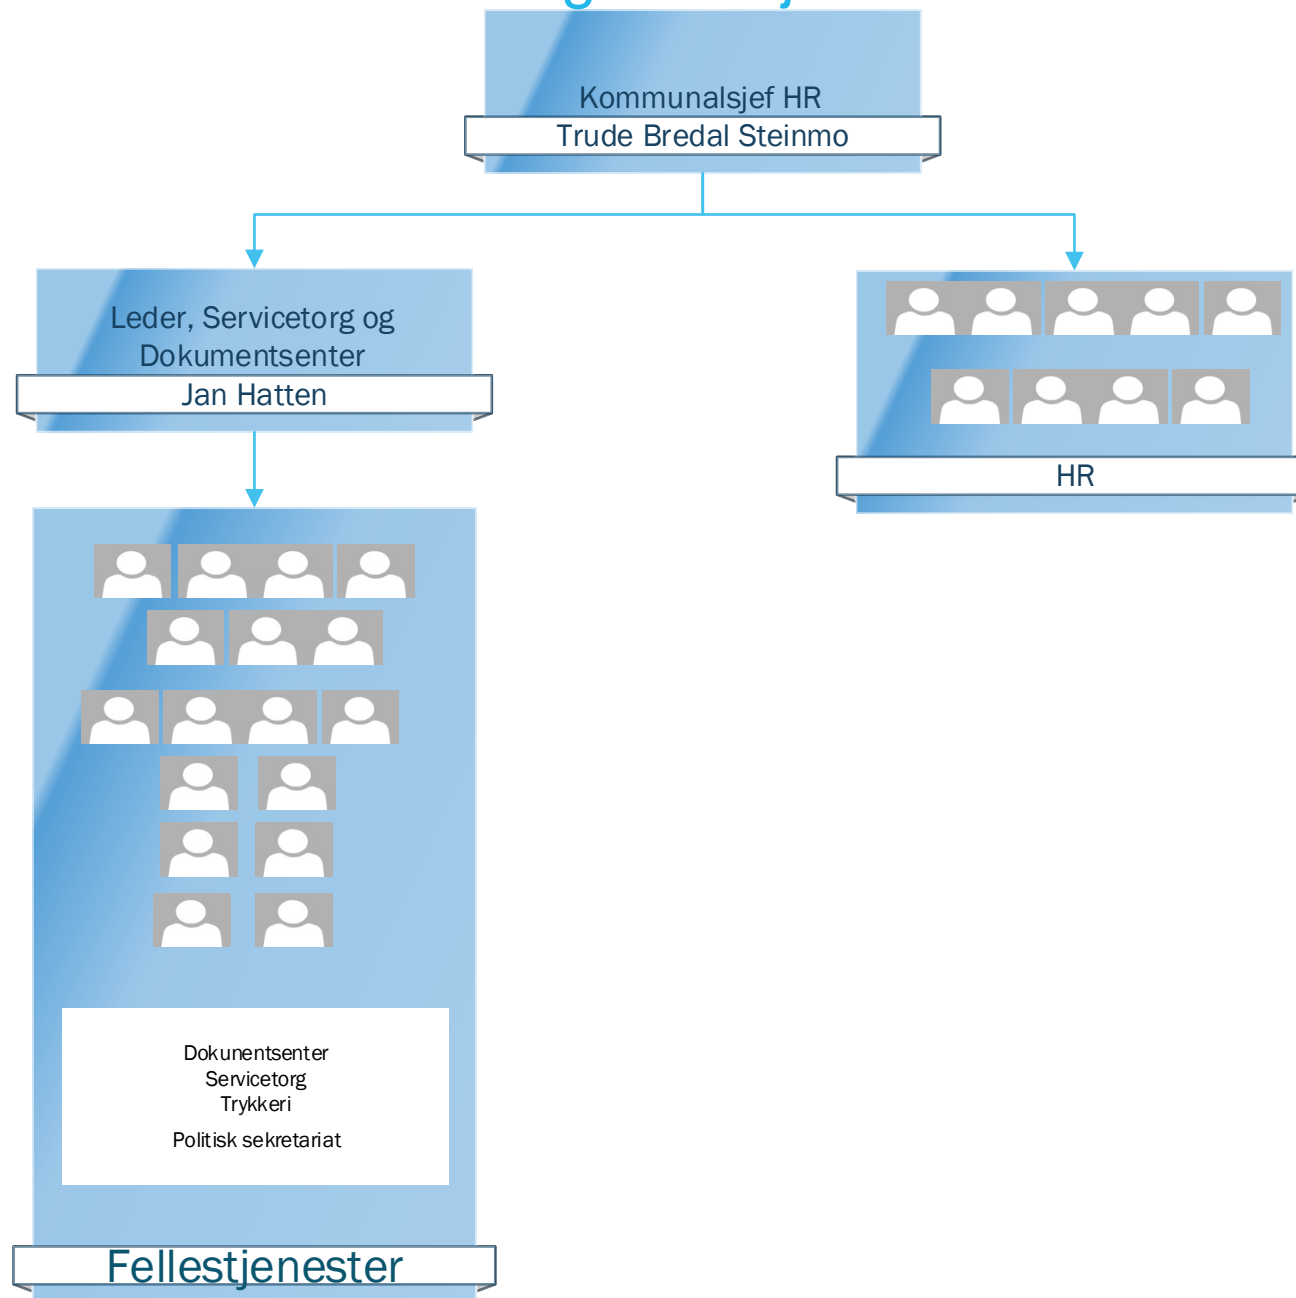 Kommunalsjef HR
Trude Bredal Steinmo
Leder, Servicetorg og
Dokumentsenter
Jan Hatten
HR
Dokunentsenter
Servicetorg
Trykkeri
Politisk sekretariat
Fellestjenester